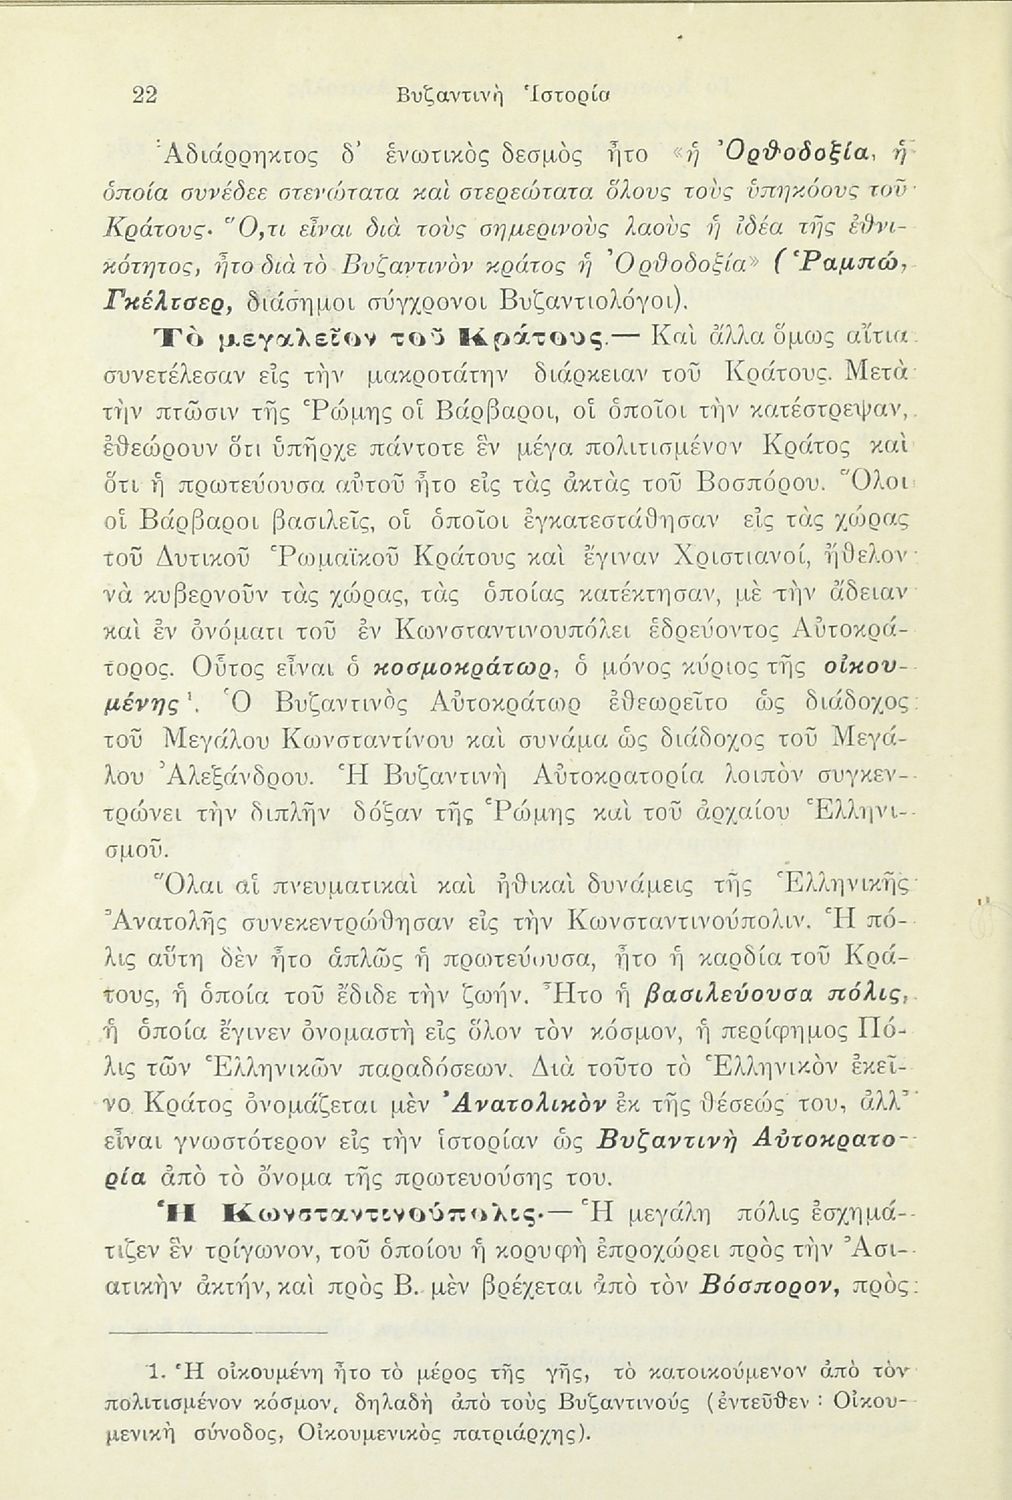 22 Βυζαντινὴ Ἱστορία
Ἀδιάρρηκτος δ' ἑνωτικὸς δεσμὸς ἦτο «ἡ Ὀρθοδοξία, ἡ
ὁποία συνέδεε στενώτατα καὶ στερεώτατα ὅλους τοὺς ὑπηκόους τοῦ
Κράτους. Ὅ,τι εἶναι διὰ τοὺς σημερινοὺς λαοὺς ἡ ἰδέα τῆς ἐθνι-
κότητος, ἦτο διὰ τὸ Βυζαντινὸν κράτος ἡ Ὀρθοδοξία» (Ῥαμπώ,
Γκέλτσερ, διάσημοι σύγχρονοι Βυζαντιολόγοι).
Τὸ μεγαλεῖον τοῦ Κράτους.— Καὶ ἄλλα ὅμως αἴτια
συνετέλεσαν εἰς τὴν μακροτάτην διάρκειαν τοῦ Κράτους. Μετὰ
τὴν πτῶσιν τῆς Ῥώμης οἱ Βάρβαροι, οἱ ὁποῖοι τὴν κατέστρεψαν,
ἐθεώρουν ὅτι ὑπῆρχε πάντοτε ἓν μέγα πολιτισμένον Κράτος καὶ
ὅτι ἡ πρωτεύουσα αὐτοῦ ἦτο εἰς τὰς ἀκτὰς τοῦ Βοσπόρου. Ὅλοι
οἱ Βάρβαροι βασιλεῖς, οἱ ὁποῖοι ἐγκατεστάθησαν εἰς τὰς χώρας
τοῦ Δυτικοῦ Ῥωμαϊκοῦ Κράτους καὶ ἔγιναν Χριστιανοί, ἤθελον
νὰ κυβερνοῦν τὰς χώρας, τὰς ὁποίας κατέκτησαν, μὲ τὴν ἄδειαν
καὶ ἐν ὀνόματι τοῦ ἐν Κωνσταντινουπόλει ἑδρεύοντος Αὐτοκρά-
τορος. Οὗτος εἶναι ὁ κοσμοκράτωρ, ὁ μόνος κύριος τῆς οἰκου-
μένης¹. Ὁ Βυζαντινὸς Αὐτοκράτωρ ἐθεωρεῖτο ὡς διάδοχος
τοῦ Μεγάλου Κωνσταντίνου καὶ συνάμα ὡς διάδοχος τοῦ Μεγά-
λου Ἀλεξάνδρου. Ἡ Βυζαντινὴ Αὐτοκρατορία λοιπὸν συγκεν-
τρώνει τὴν διπλῆν δόξαν τῆς Ῥώμης καὶ τοῦ ἀρχαίου Ἑλληνι-
σμοῦ.
Ὅλαι αἱ πνευματικαὶ καὶ ἠθικαὶ δυνάμεις τῆς Ἑλληνικῆς
Ἀνατολῆς συνεκεντρώθησαν εἰς τὴν Κωνσταντινούπολιν. Ἡ πό-
λις αὕτη δὲν ἦτο ἁπλῶς ἡ πρωτεύουσα, ἦτο ἡ καρδία τοῦ Κρά-
τους, ἡ ὁποία τοῦ ἔδιδε τὴν ζωήν. Ἦτο ἡ βασιλεύουσα πόλις,
ἡ ὁποία ἔγινεν ὀνομαστὴ εἰς ὅλον τὸν κόσμον, ἡ περίφημος Πό-
λις τῶν Ἑλληνικῶν παραδόσεων. Διὰ τοῦτο τὸ Ἑλληνικὸν ἐκεῖ-
νο Κράτος ὀνομάζεται μὲν Ἀνατολικὸν ἐκ τῆς θέσεώς του, ἀλλ'
εἶναι γνωστότερον εἰς τὴν ἱστορίαν ὡς Βυζαντινὴ Αὐτοκρατο-
ρία ἀπὸ τὸ ὄνομα τῆς πρωτευούσης του.
Ἡ Κωνσταντινούπολις.— Ἡ μεγάλη πόλις ἐσχημά-
τιζεν ἓν τρίγωνον, τοῦ ὁποίου ἡ κορυφὴ ἐπροχώρει πρὸς τὴν Ἀσι-
ατικὴν ἀκτήν, καὶ πρὸς Β. μὲν βρέχεται ἀπὸ τὸν Βόσπορον, πρὸς
1. Ἡ οἰκουμένη ἦτο τὸ μέρος τῆς γῆς, τὸ κατοικούμενον ἀπὸ τὸν
πολιτισμένον κόσμον, δηλαδὴ ἀπὸ τοὺς Βυζαντινούς (ἐντεῦθεν : Οἰκου-
μενικὴ σύνοδος, Οἰκουμενικὸς πατριάρχης).